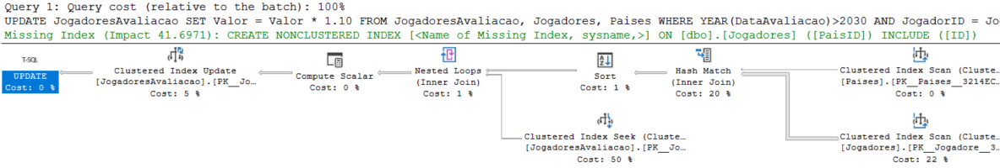 Query 1: Query cost (relative to the batch): 100%
UPDATE JogadoresAvaliacao SET Valor = Valor * 1.10 FROM JogadoresAvaliacao, Jogadores, Paises WHERE YEAR(DataAvaliacao)>2030 AND JogadorID = Jo
Missing Index (Impact 41.6971): CREATE NONCLUSTERED INDEX [<Name of Missing Index, sysname,>] ON [dbo].[Jogadores] ([PaisID]) INCLUDE ([ID])
T-SQL
UPDATE
Cost: 0 %
Clustered Index Update
[JogadoresAvaliacao].[PK__Jo...
Cost: 5 %
Compute Scalar
Cost: 0 %
Nested Loops
(Inner Join)
Cost: 1 %
Sort
Cost: 1 %
Hash Match
(Inner Join)
Cost: 20 %
Clustered Index Scan (Cluste...
[Paises].[PK__Paises__3214EC...
Cost: 0 %
Clustered Index Seek (Cluste...
[JogadoresAvaliacao].[PK__Jo...
Cost: 50 %
Clustered Index Scan (Cluste...
[Jogadores].[PK__Jogadore__3...
Cost: 22 %